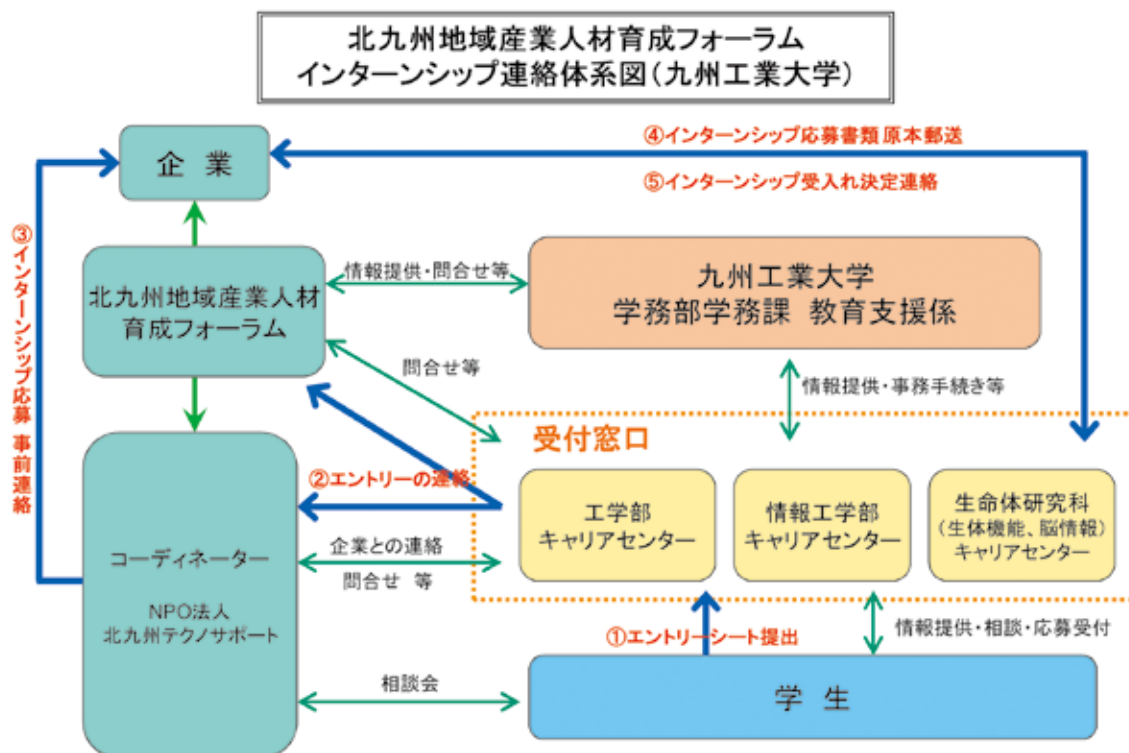 北九州地域産業人材育成フォーラム
インターンシップ連絡体系図(九州工業大学)
④インターンシップ応募書類原本郵送
⑤インターンシップ受入れ決定連絡
企 業
③インターンシップ応募 事前連絡
北九州地域産業人材
育成フォーラム
情報提供・問合せ等
九州工業大学
学務部学務課 教育支援係
問合せ等
情報提供・事務手続き等
受付窓口
②エントリーの連絡
工学部
キャリアセンター
情報工学部
キャリアセンター
生命体研究科
(生体機能、脳情報)
キャリアセンター
コーディネーター
NPO法人
北九州テクノサポート
企業との連絡
問合せ 等
①エントリーシート提出
情報提供・相談・応募受付
相談会
学 生